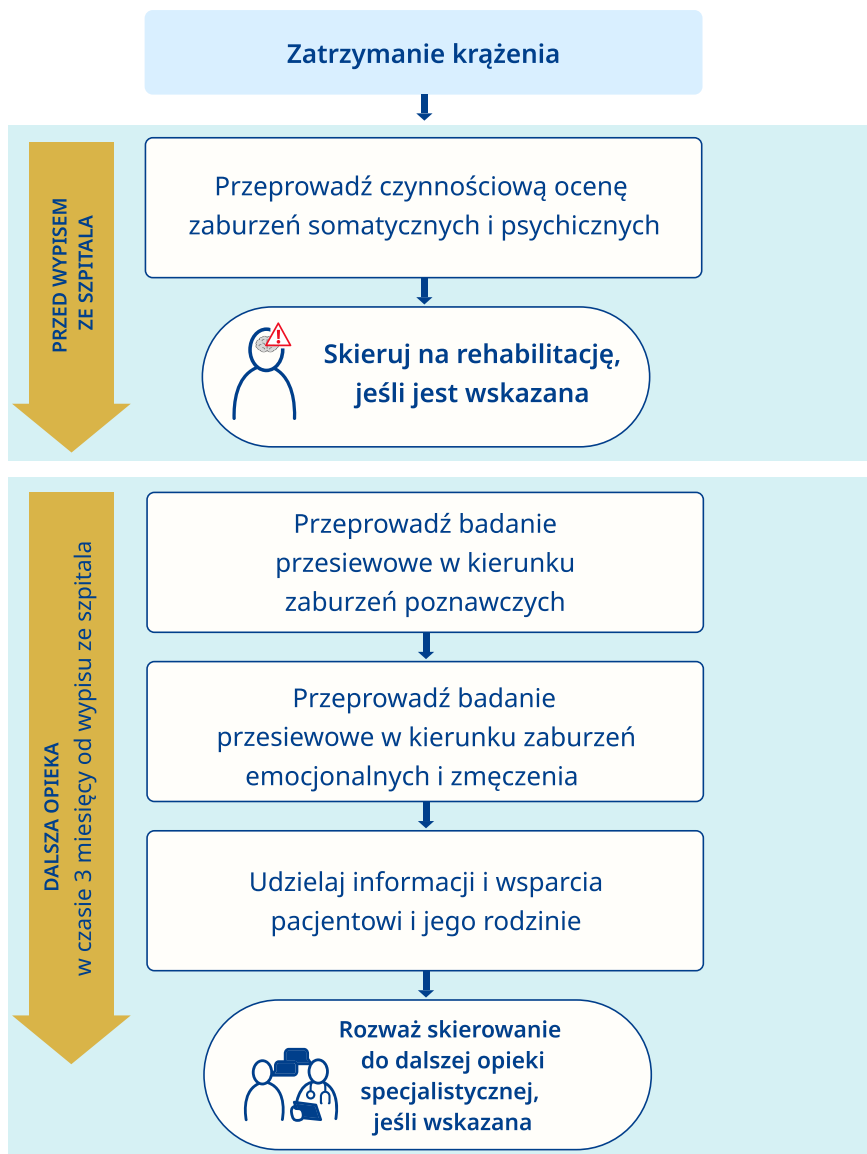 Zatrzymanie krążenia
PRZED WYPISEM
ZE SZPITALA
Przeprowadź czynnościową ocenę
zaburzeń somatycznych i psychicznych
Skieruj na rehabilitację,
jeśli jest wskazana
DALSZA OPIEKA
w czasie 3 miesięcy od wypisu ze szpitala
Przeprowadź badanie
przesiewowe w kierunku
zaburzeń poznawczych
Przeprowadź badanie
przesiewowe w kierunku zaburzeń
emocjonalnych i zmęczenia
Udzielaj informacji i wsparcia
pacjentowi i jego rodzinie
Rozważ skierowanie
do dalszej opieki
specjalistycznej,
jeśli wskazana